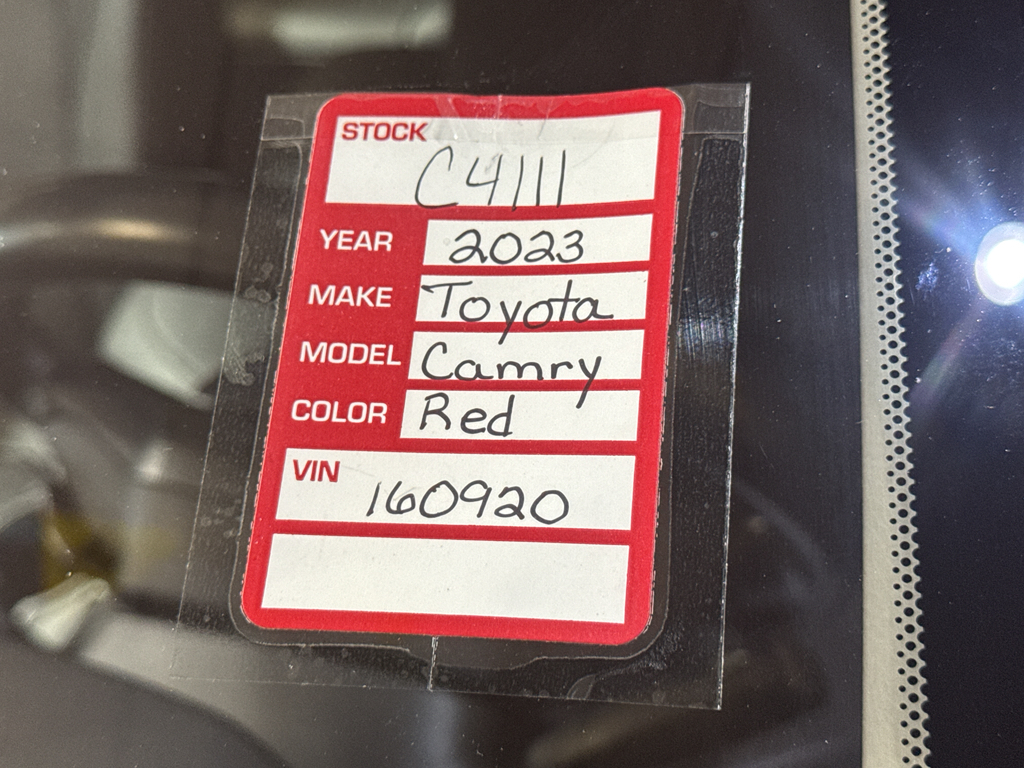 STOCK
C4111
YEAR 2023
MAKE Toyota
MODEL Camry
COLOR Red
VIN
160920